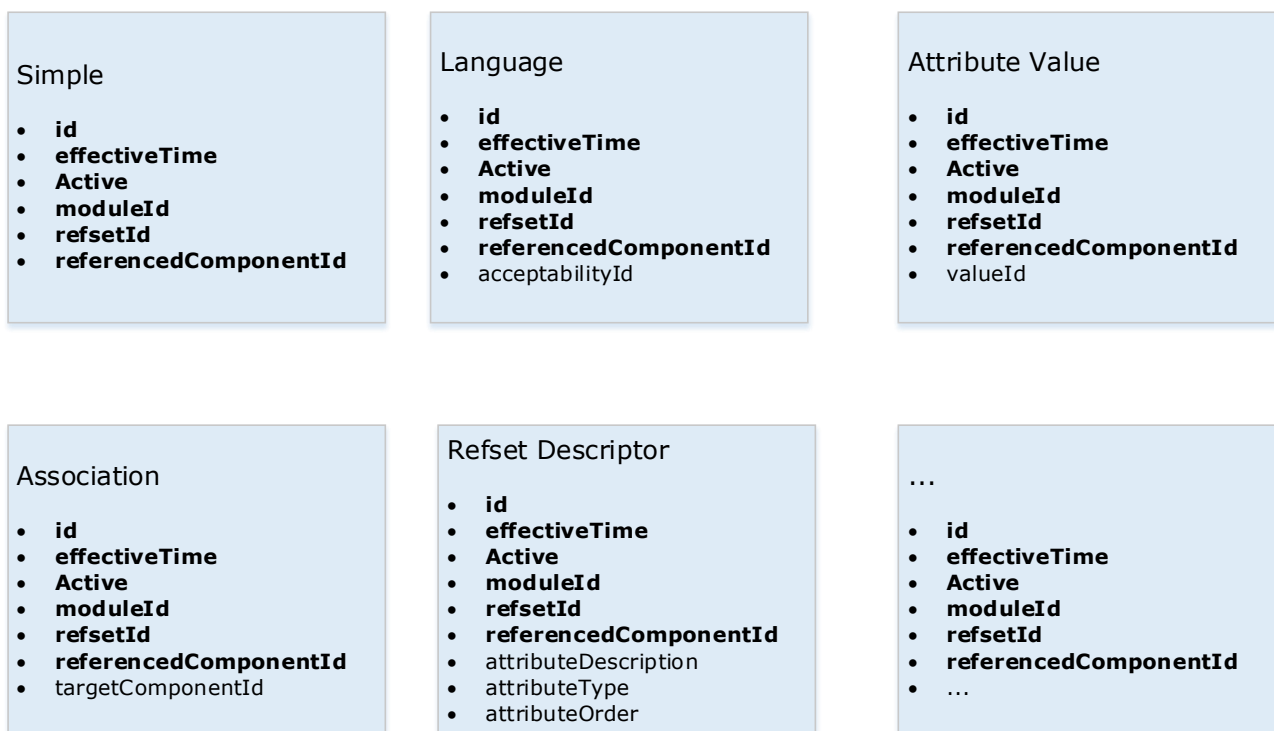 Simple
• id
• effectiveTime
• Active
• moduleId
• refsetId
• referencedComponentId
Language
• id
• effectiveTime
• Active
• moduleId
• refsetId
• referencedComponentId
• acceptabilityId
Attribute Value
• id
• effectiveTime
• Active
• moduleId
• refsetId
• referencedComponentId
• valueId
Association
• id
• effectiveTime
• Active
• moduleId
• refsetId
• referencedComponentId
• targetComponentId
Refset Descriptor
• id
• effectiveTime
• Active
• moduleId
• refsetId
• referencedComponentId
• attributeDescription
• attributeType
• attributeOrder
...
• id
• effectiveTime
• Active
• moduleId
• refsetId
• referencedComponentId
• ...